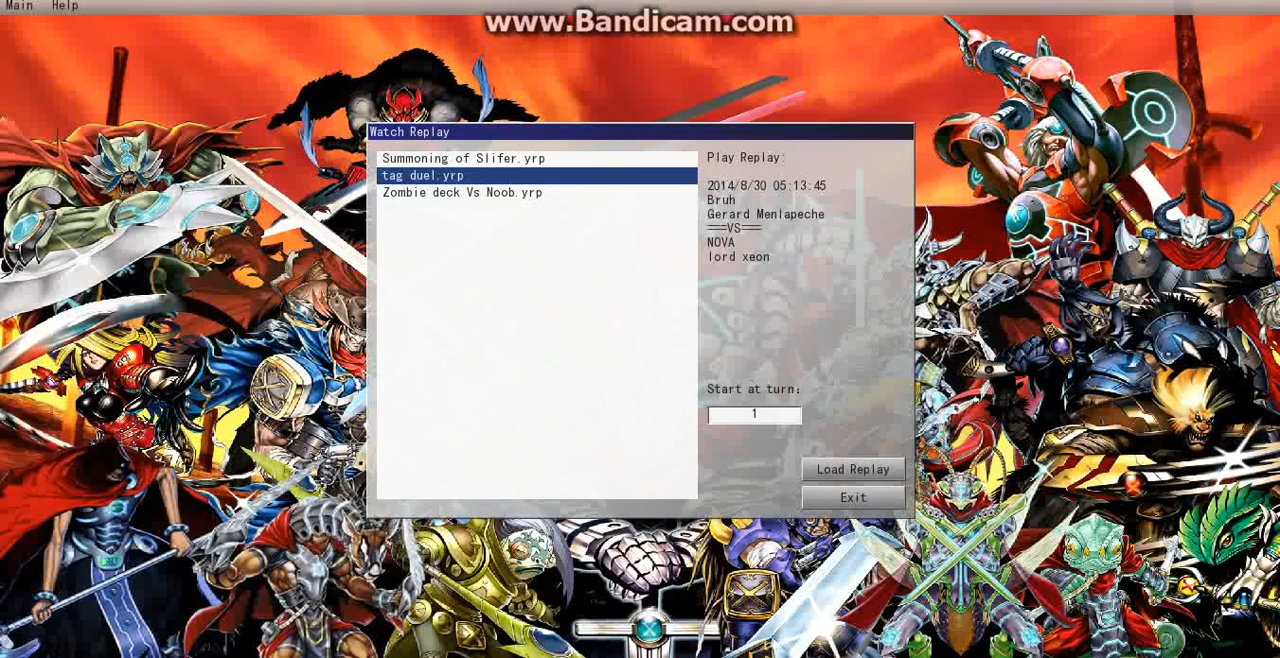 Main Help
www.Bandicam.com
Watch Replay
Summoning of Slifer.yrp
tag duel.yrp
Zombie deck Vs Noob.yrp
Play Replay:
2014/8/30 05:13:45
Bruh
Gerard Menlapeche
===VS===
NOVA
lord xeon
Start at turn:
1
Load Replay
Exit